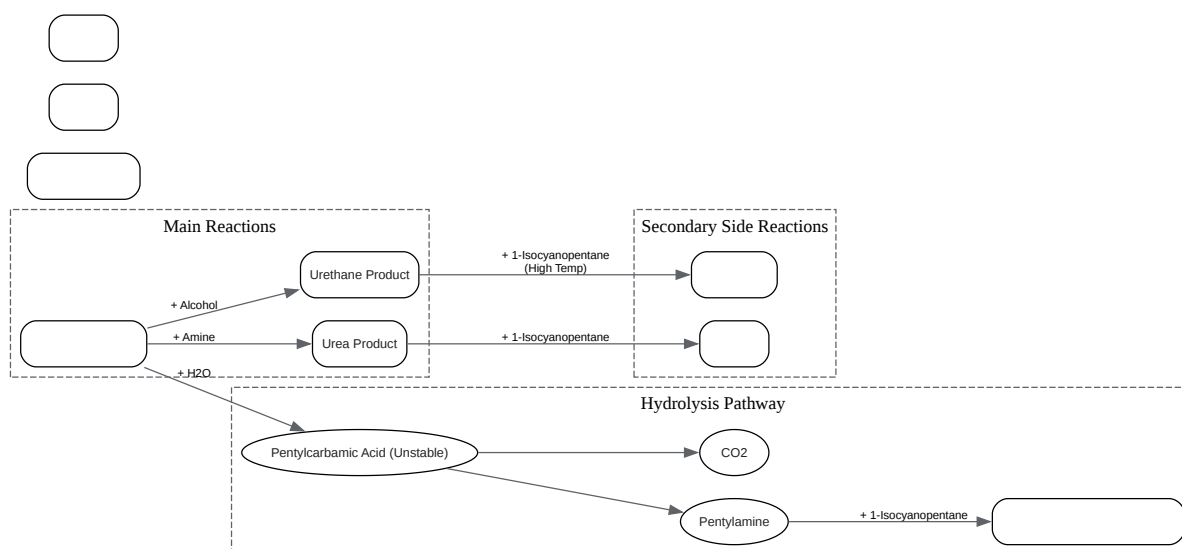 Main Reactions
Secondary Side Reactions
Urethane Product
+ 1-Isocyanopentane
(High Temp)
+ Alcohol
+ Amine
Urea Product
+ 1-Isocyanopentane
+ H2O
Hydrolysis Pathway
Pentylcarbamic Acid (Unstable)
CO2
Pentylamine
+ 1-Isocyanopentane